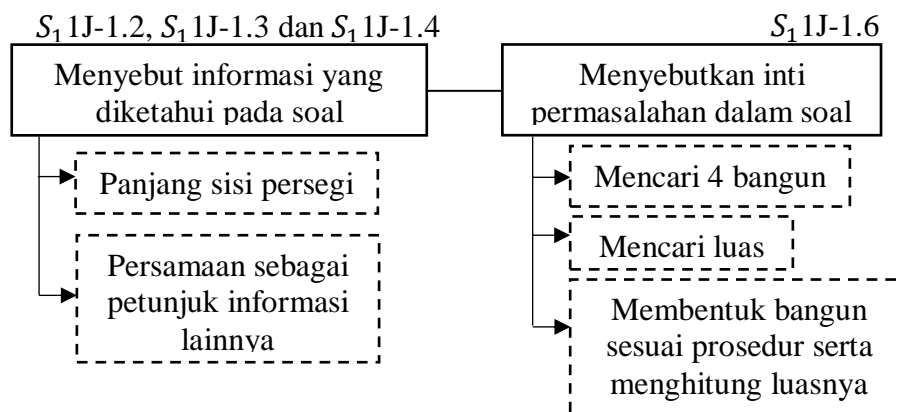 S₁1J-1.2, S₁1J-1.3 dan S₁1J-1.4
Menyebut informasi yang
diketahui pada soal
Panjang sisi persegi
Persamaan sebagai
petunjuk informasi
lainnya
S₁1J-1.6
Menyebutkan inti
permasalahan dalam soal
Mencari 4 bangun
Mencari luas
Membentuk bangun
sesuai prosedur serta
menghitung luasnya